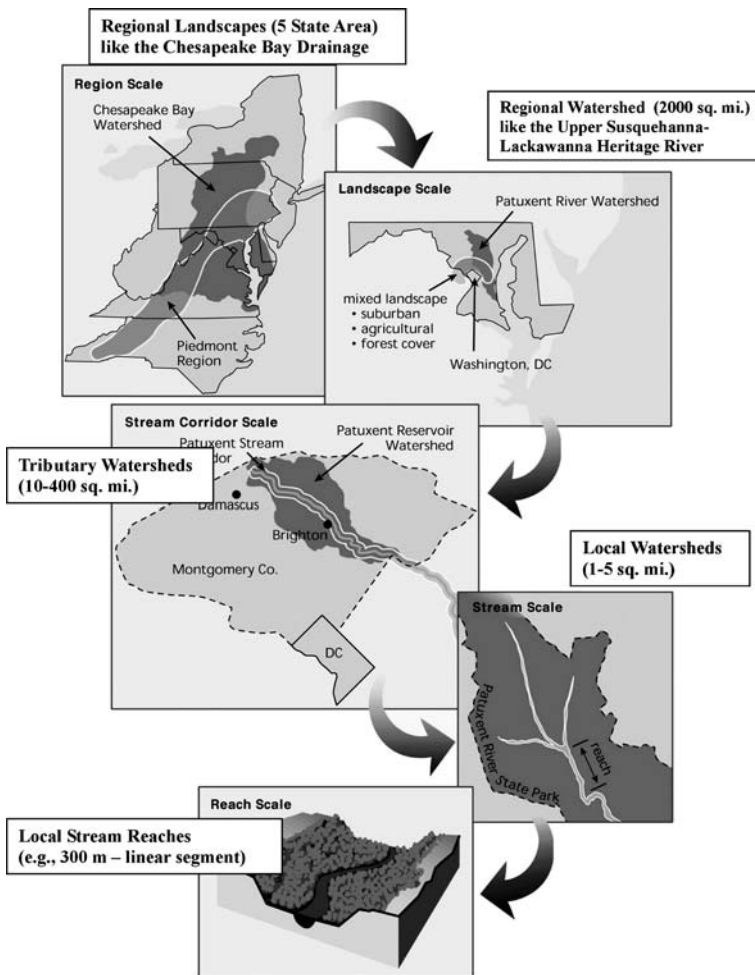 Regional Landscapes (5 State Area)
like the Chesapeake Bay Drainage
Region Scale
Chesapeake Bay
Watershed
Piedmont
Region
Regional Watershed (2000 sq. mi.)
like the Upper Susquehanna-
Lackawanna Heritage River
Landscape Scale
Patuxent River Watershed
mixed landscape
• suburban
• agricultural
• forest cover
Washington, DC
Stream Corridor Scale
Patuxent Stream
dor
Patuxent Reservoir
Watershed
Tributary Watersheds
(10-400 sq. mi.)
Damascus
Brighton
Montgomery Co.
DC
Local Watersheds
(1-5 sq. mi.)
Stream Scale
Patuxent River State Park
reach
Reach Scale
Local Stream Reaches
(e.g., 300 m – linear segment)